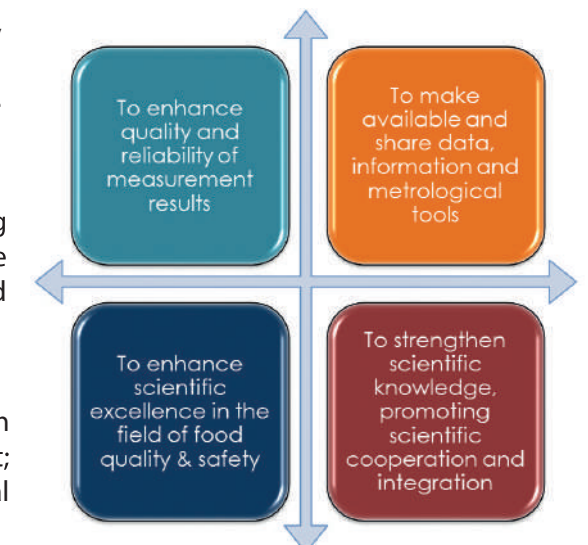 To enhance
quality and
reliability of
measurement
results
To make
available and
share data,
information and
metrological
tools
To enhance
scientific
excellence in the
field of food
quality & safety
To strengthen
scientific
knowledge,
promoting
scientific
cooperation and
integration